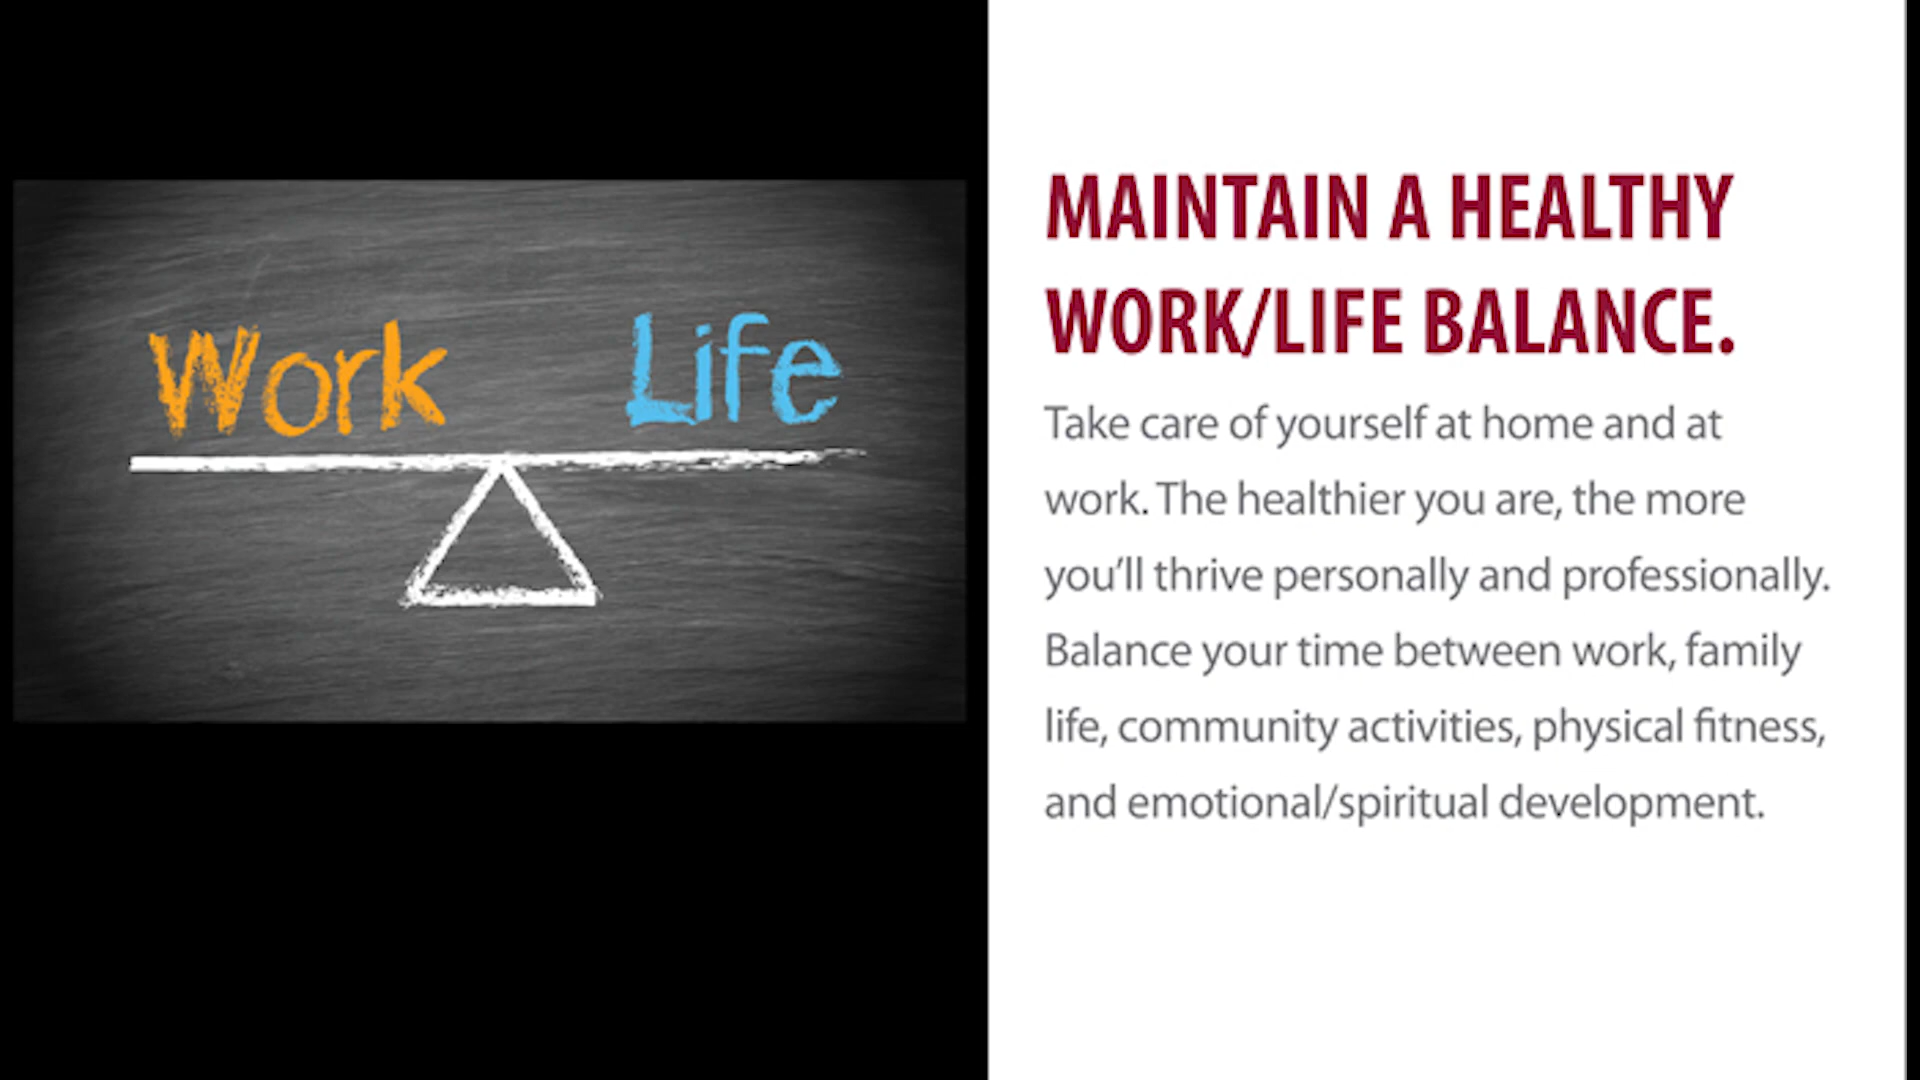 Work Life
MAINTAIN A HEALTHY
WORK/LIFE BALANCE.
Take care of yourself at home and at
work. The healthier you are, the more
you’ll thrive personally and professionally.
Balance your time between work, family
life, community activities, physical fitness,
and emotional/spiritual development.